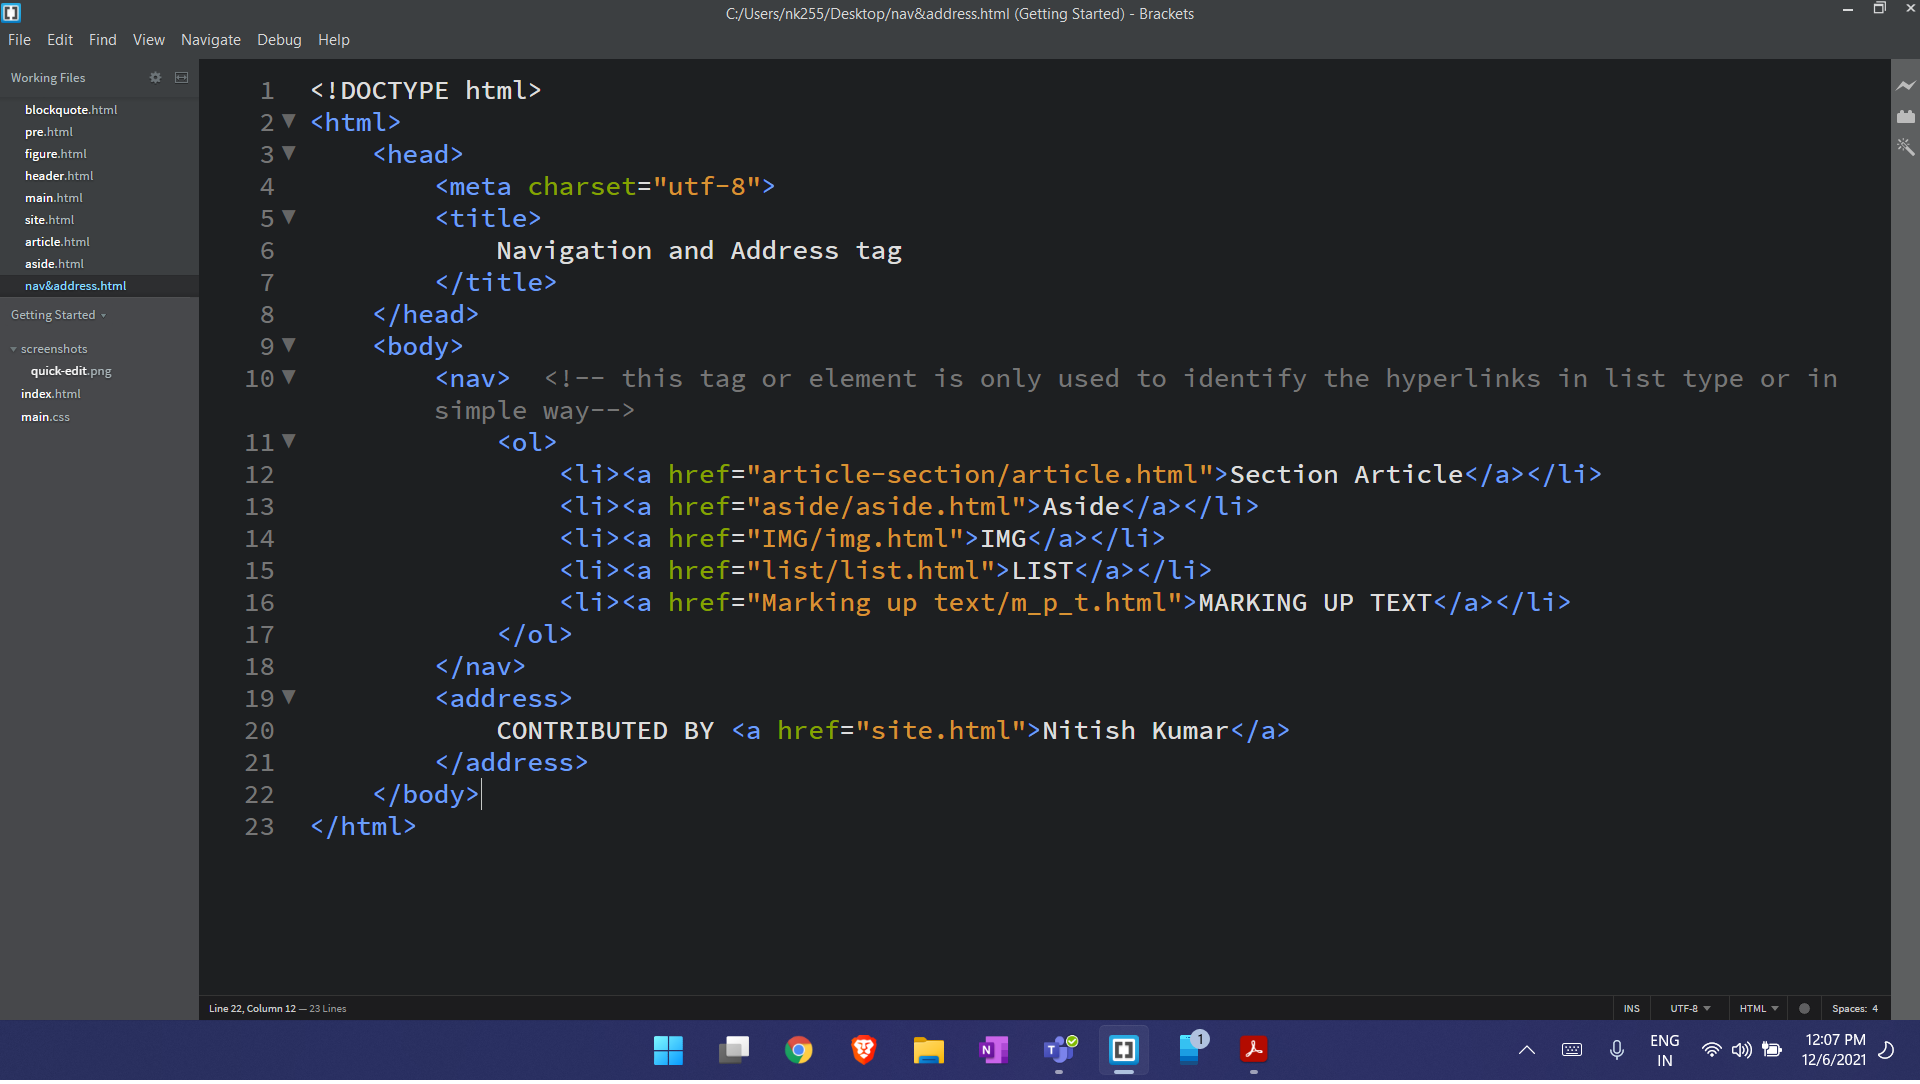 C:/Users/nk255/Desktop/nav&address.html (Getting Started) - Brackets
File Edit Find View Navigate Debug Help
Working Files
blockquote.html
pre.html
figure.html
header.html
main.html
site.html
article.html
aside.html
nav&address.html
Getting Started
screenshots
quick-edit.png
index.html
main.css
1 <!DOCTYPE html>
2 <html>
3     <head>
4         <meta charset="utf-8">
5         <title>
6             Navigation and Address tag
7         </title>
8     </head>
9     <body>
10         <nav>  <!-- this tag or element is only used to identify the hyperlinks in list type or in
simple way-->
11             <ol>
12                 <li><a href="article-section/article.html">Section Article</a></li>
13                 <li><a href="aside/aside.html">Aside</a></li>
14                 <li><a href="IMG/img.html">IMG</a></li>
15                 <li><a href="list/list.html">LIST</a></li>
16                 <li><a href="Marking up text/m_p_t.html">MARKING UP TEXT</a></li>
17             </ol>
18         </nav>
19         <address>
20             CONTRIBUTED BY <a href="site.html">Nitish Kumar</a>
21         </address>
22     </body>
23 </html>
Line 22, Column 12 — 23 Lines
INS UTF-8 HTML Spaces: 4
1
ENG
IN
12:07 PM
12/6/2021